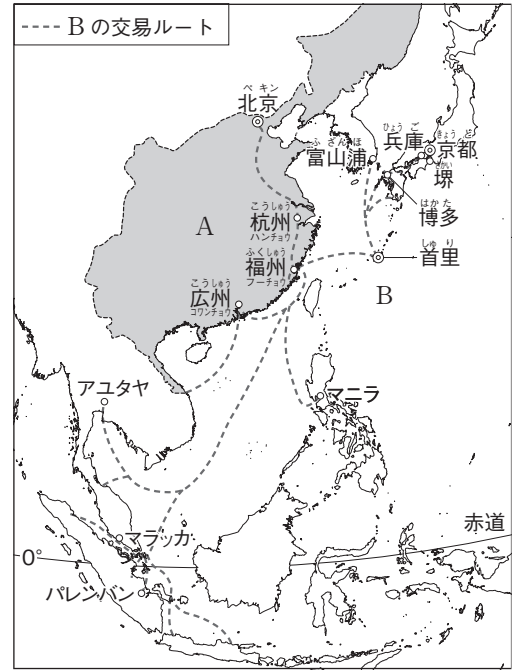 Bの交易ルート
ペキン
北京
ふざんほ
富山浦
ひょうご
兵庫
きょうと
京都
さかい
堺
はかた
博多
しゅり
首里
こうしゅう
杭州
ハンチョウ
A
ふくしゅう
福州
フーチョウ
B
こうしゅう
広州
コワンチョウ
アユタヤ
マニラ
赤道
マラッカ
0°
パレンバン